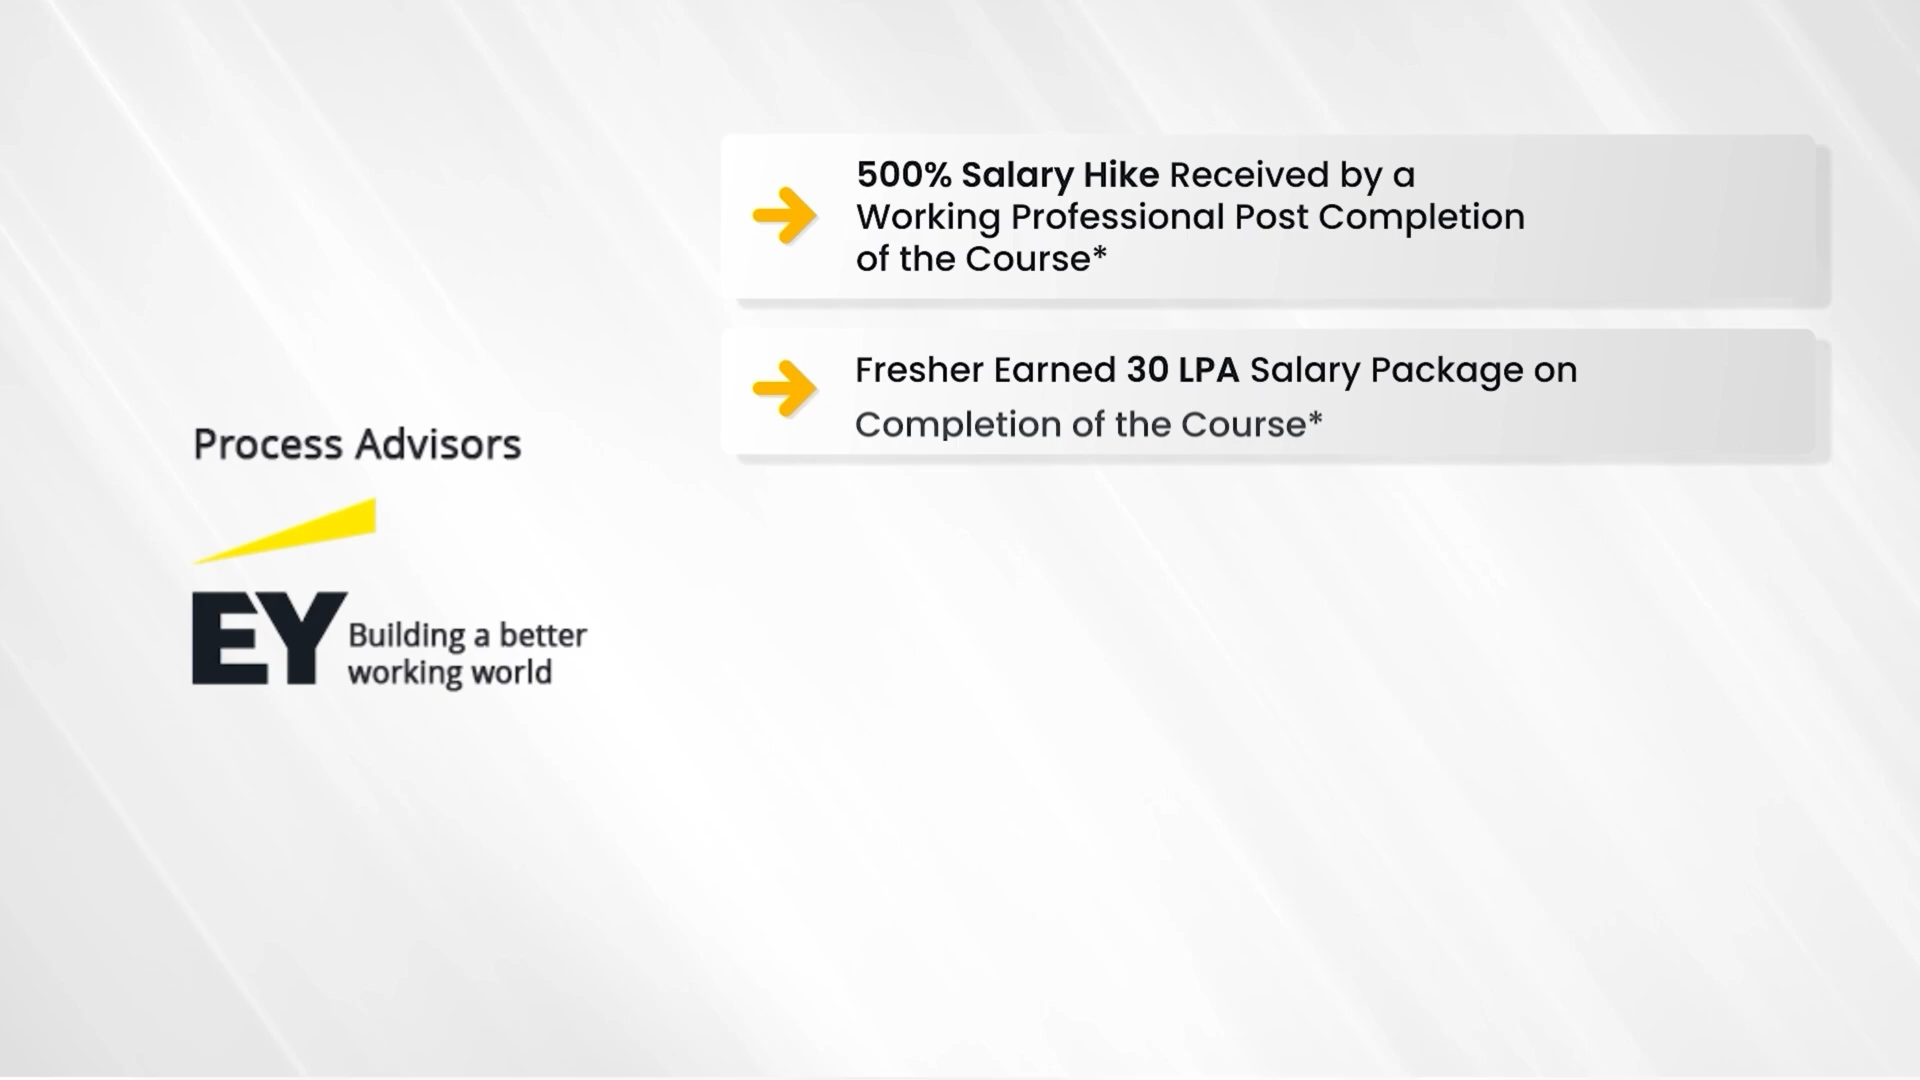 500% Salary Hike Received by a
Working Professional Post Completion
of the Course*
Fresher Earned 30 LPA Salary Package on
Completion of the Course*
Process Advisors
EY
Building a better
working world